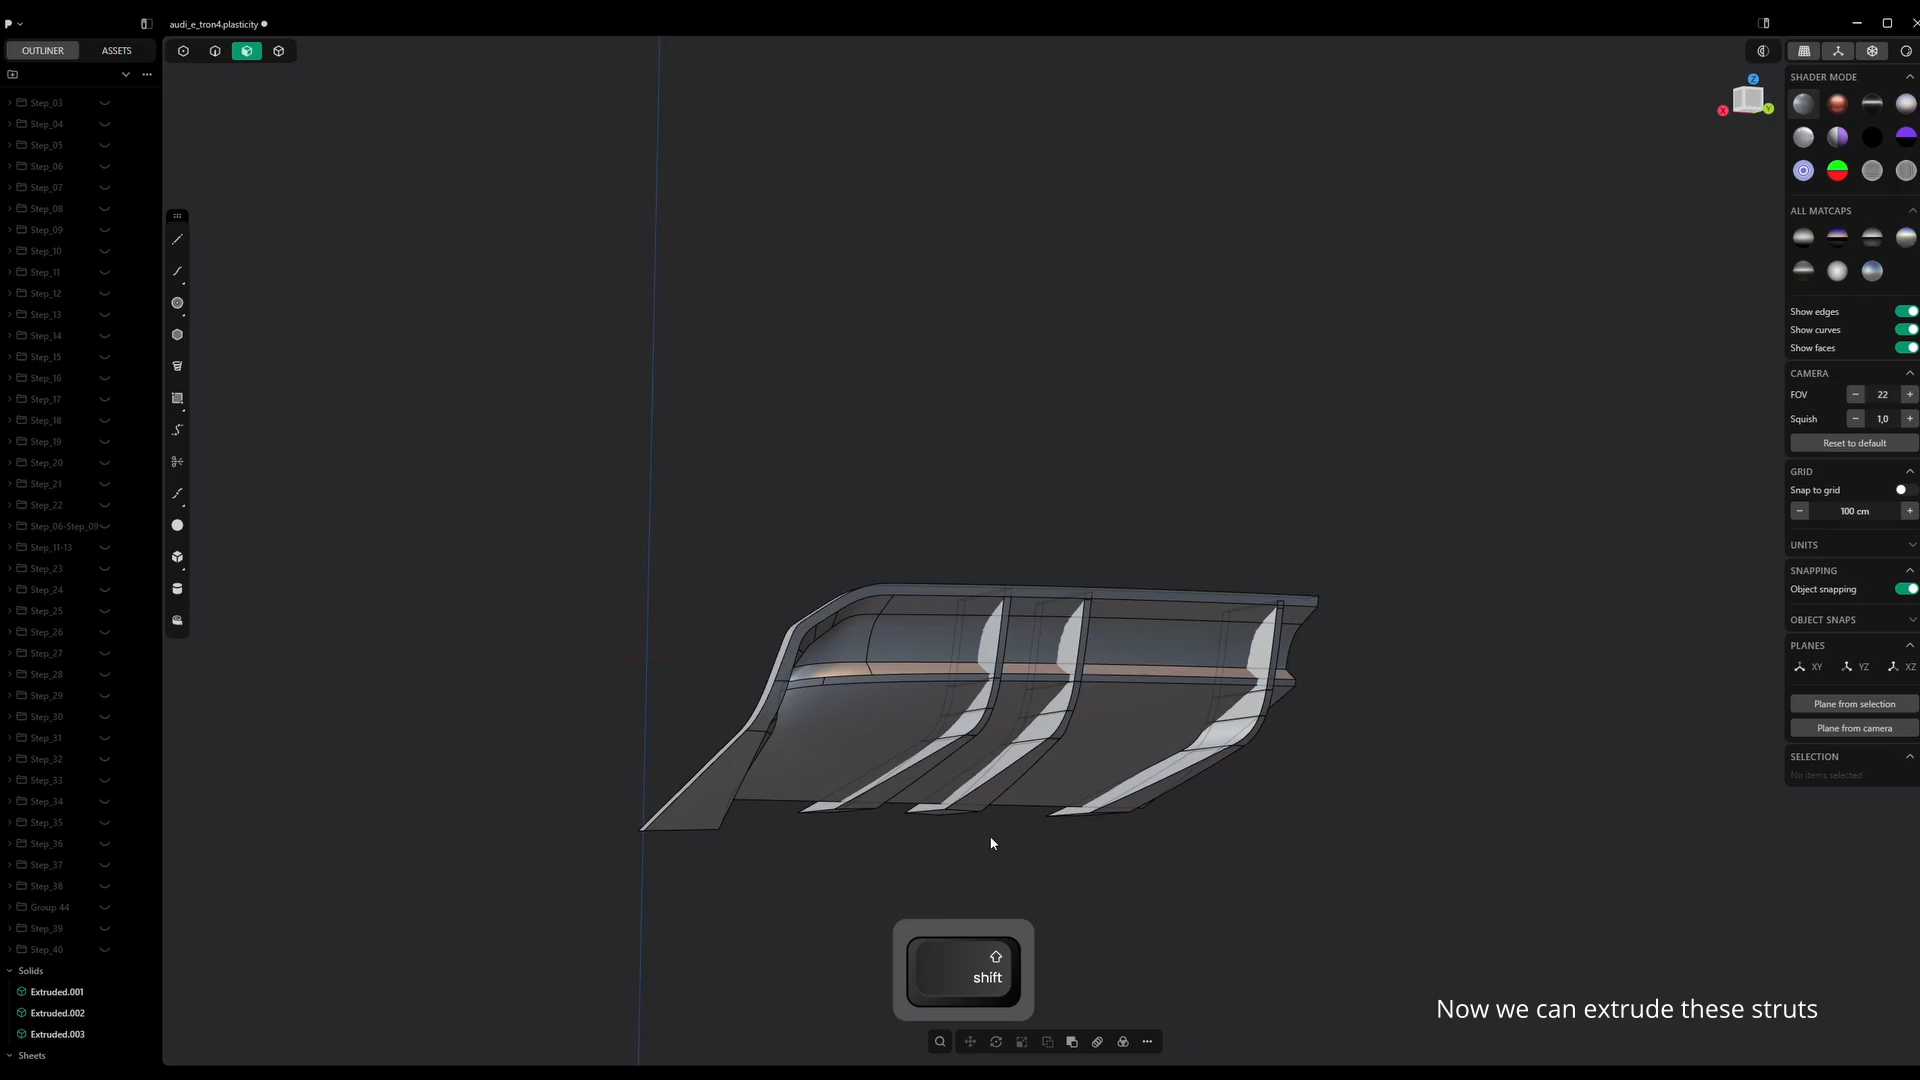 audi_e_tron4.plasticity
OUTLINER
ASSETS
Step_03
Step_04
Step_05
Step_06
Step_07
Step_08
Step_09
Step_10
Step_11
Step_12
Step_13
Step_14
Step_15
Step_16
Step_17
Step_18
Step_19
Step_20
Step_21
Step_22
Step_06-Step_09
Step_11-13
Step_23
Step_24
Step_25
Step_26
Step_27
Step_28
Step_29
Step_30
Step_31
Step_32
Step_33
Step_34
Step_35
Step_36
Step_37
Step_38
Group 44
Step_39
Step_40
Solids
Extruded.001
Extruded.002
Extruded.003
Sheets
Z
X
Y
shift
Now we can extrude these struts
SHADER MODE
ALL MATCAPS
Show edges
Show curves
Show faces
CAMERA
FOV
22
Squish
1,0
Reset to default
GRID
Snap to grid
100 cm
UNITS
SNAPPING
Object snapping
OBJECT SNAPS
PLANES
XY
YZ
XZ
Plane from selection
Plane from camera
SELECTION
No items selected